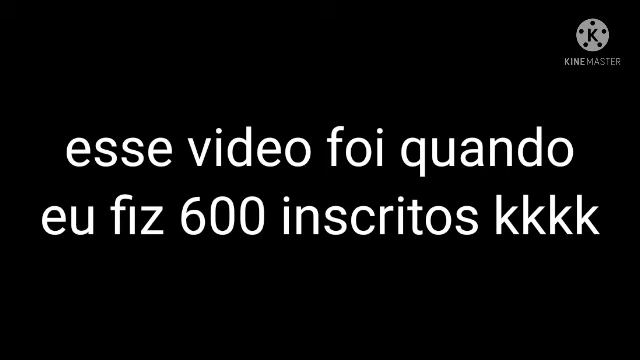 K
KINEMASTER
esse video foi quando
eu fiz 600 inscritos kkkk